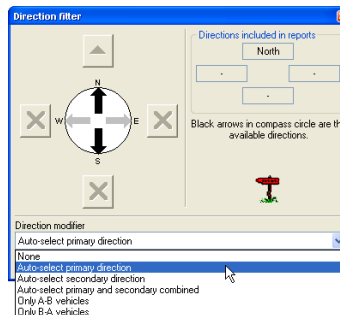 Direction fitter
Directions included in reports
North
-
-
-
N
W
E
S
Black arrows in compass circle are th
available directions.
Direction modifier
Auto-select primary direction
None
Auto-select primary direction
Auto-select secondary direction
Auto-select primary and secondary combined
Only A-B vehicles
Only B-A vehicles